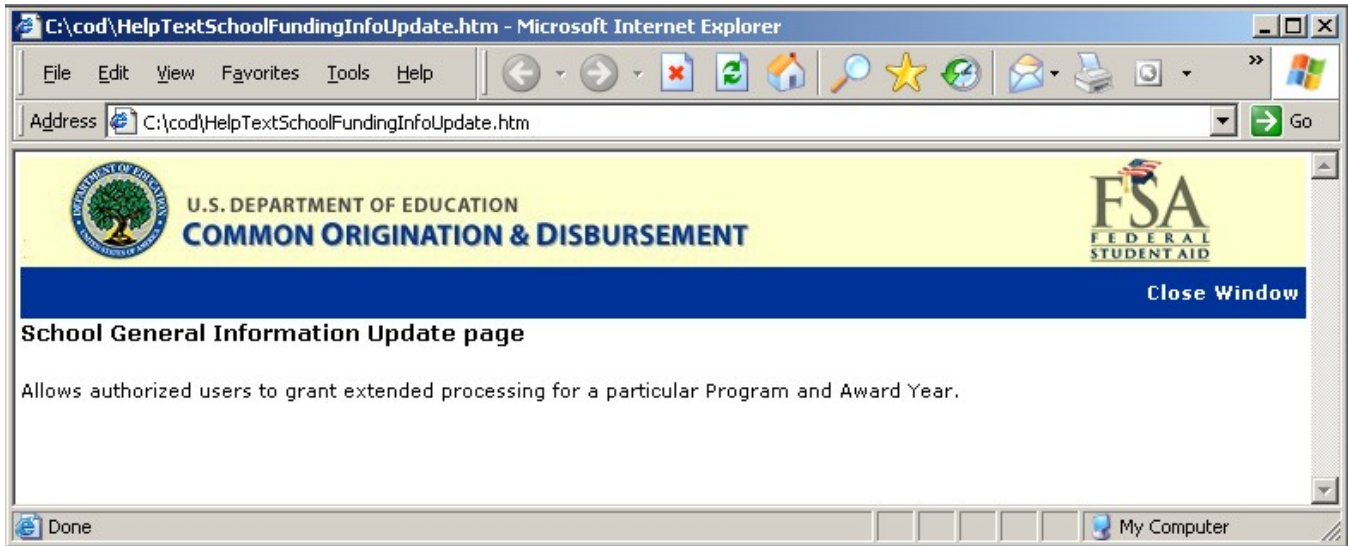 C:\cod\HelpTextSchoolFundingInfoUpdate.htm - Microsoft Internet Explorer
File Edit View Favorites Tools Help »
Address C:\cod\HelpTextSchoolFundingInfoUpdate.htm Go
U.S. DEPARTMENT OF EDUCATION
COMMON ORIGINATION & DISBURSEMENT
FSA
FEDERAL
STUDENT AID
Close Window
School General Information Update page
Allows authorized users to grant extended processing for a particular Program and Award Year.
Done My Computer